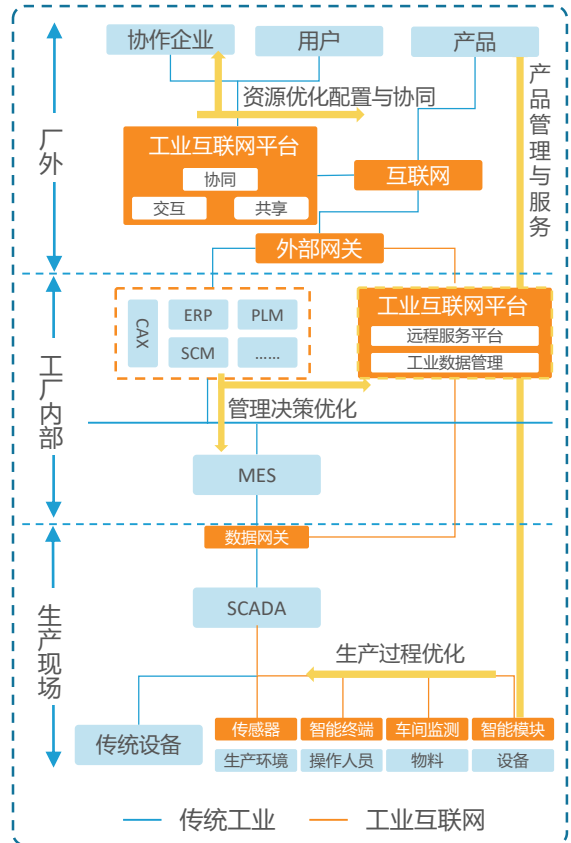 协作企业
用户
产品
资源优化配置与协同
产品管理与服务
厂外
工业互联网平台
协同
交互
共享
互联网
外部网关
工厂内部
CAX
ERP
PLM
SCM
......
工业互联网平台
远程服务平台
工业数据管理
管理决策优化
MES
数据网关
生产现场
SCADA
生产过程优化
传统设备
传感器
智能终端
车间监测
智能模块
生产环境
操作人员
物料
设备
传统工业
工业互联网